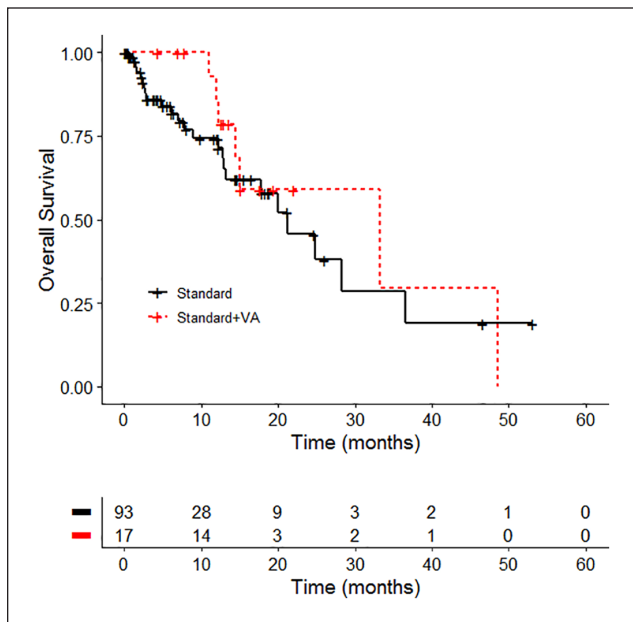 Overall Survival
1.00
0.75
0.50
0.25
0.00
Standard
Standard+VA
0 10 20 30 40 50 60
Time (months)
93 28 9 3 2 1 0
17 14 3 2 1 0 0
0 10 20 30 40 50 60
Time (months)